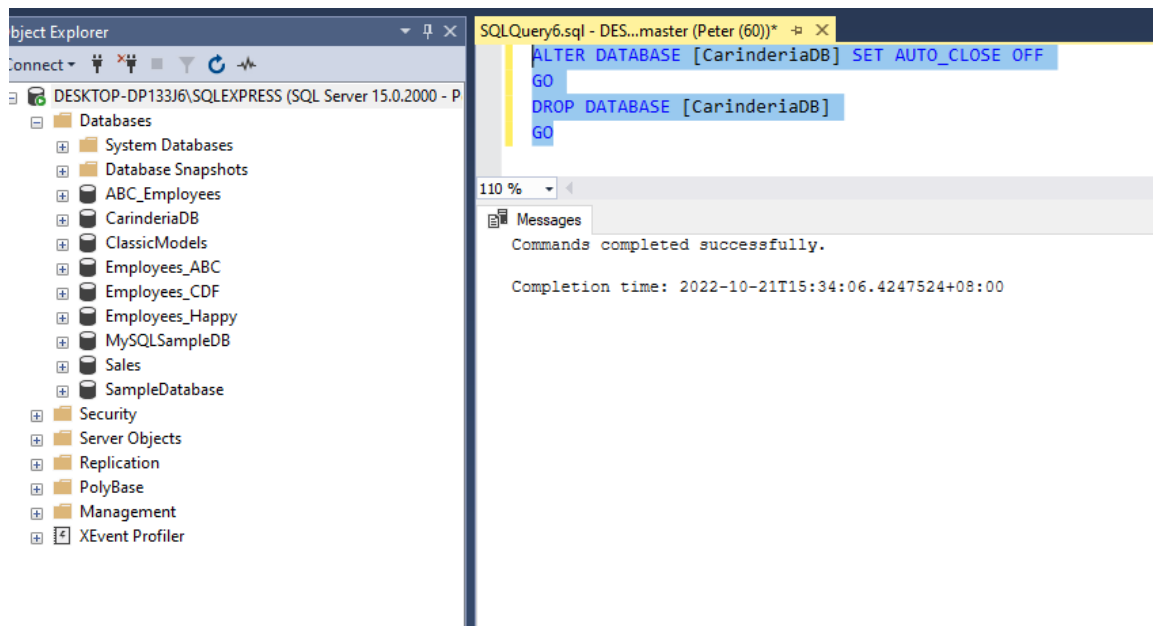 bject Explorer
Connect
DESKTOP-DP133J6\SQLEXPRESS (SQL Server 15.0.2000 - P
Databases
System Databases
Database Snapshots
ABC_Employees
CarinderiaDB
ClassicModels
Employees_ABC
Employees_CDF
Employees_Happy
MySQLSampleDB
Sales
SampleDatabase
Security
Server Objects
Replication
PolyBase
Management
XEvent Profiler
SQLQuery6.sql - DES...master (Peter (60))*
ALTER DATABASE [CarinderiaDB] SET AUTO_CLOSE OFF
GO
DROP DATABASE [CarinderiaDB]
GO
110 %
Messages
Commands completed successfully.
Completion time: 2022-10-21T15:34:06.4247524+08:00